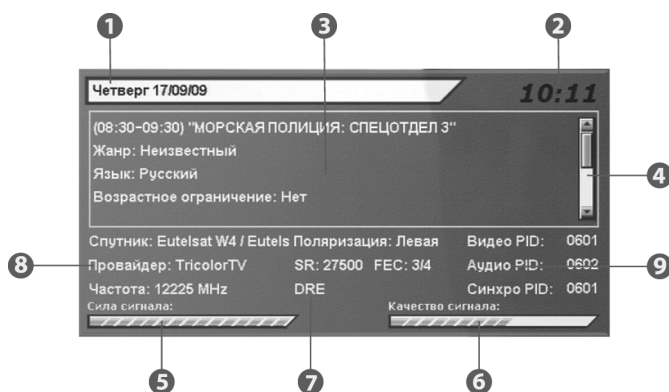 1
2
3
Четверг 17/09/09
10:11
(08:30-09:30) "МОРСКАЯ ПОЛИЦИЯ: СПЕЦОТДЕЛ 3"
Жанр: Неизвестный
Язык: Русский
Возрастное ограничение: Нет
4
Спутник: Eutelsat W4 / Eutels Поляризация: Левая Видео PID: 0601
8
Провайдер: TricolorTV SR: 27500 FEC: 3/4 Аудио PID: 0602
9
Частота: 12225 MHz DRE Синхро PID: 0601
Сила сигнала: Качество сигнала:
5
7
6